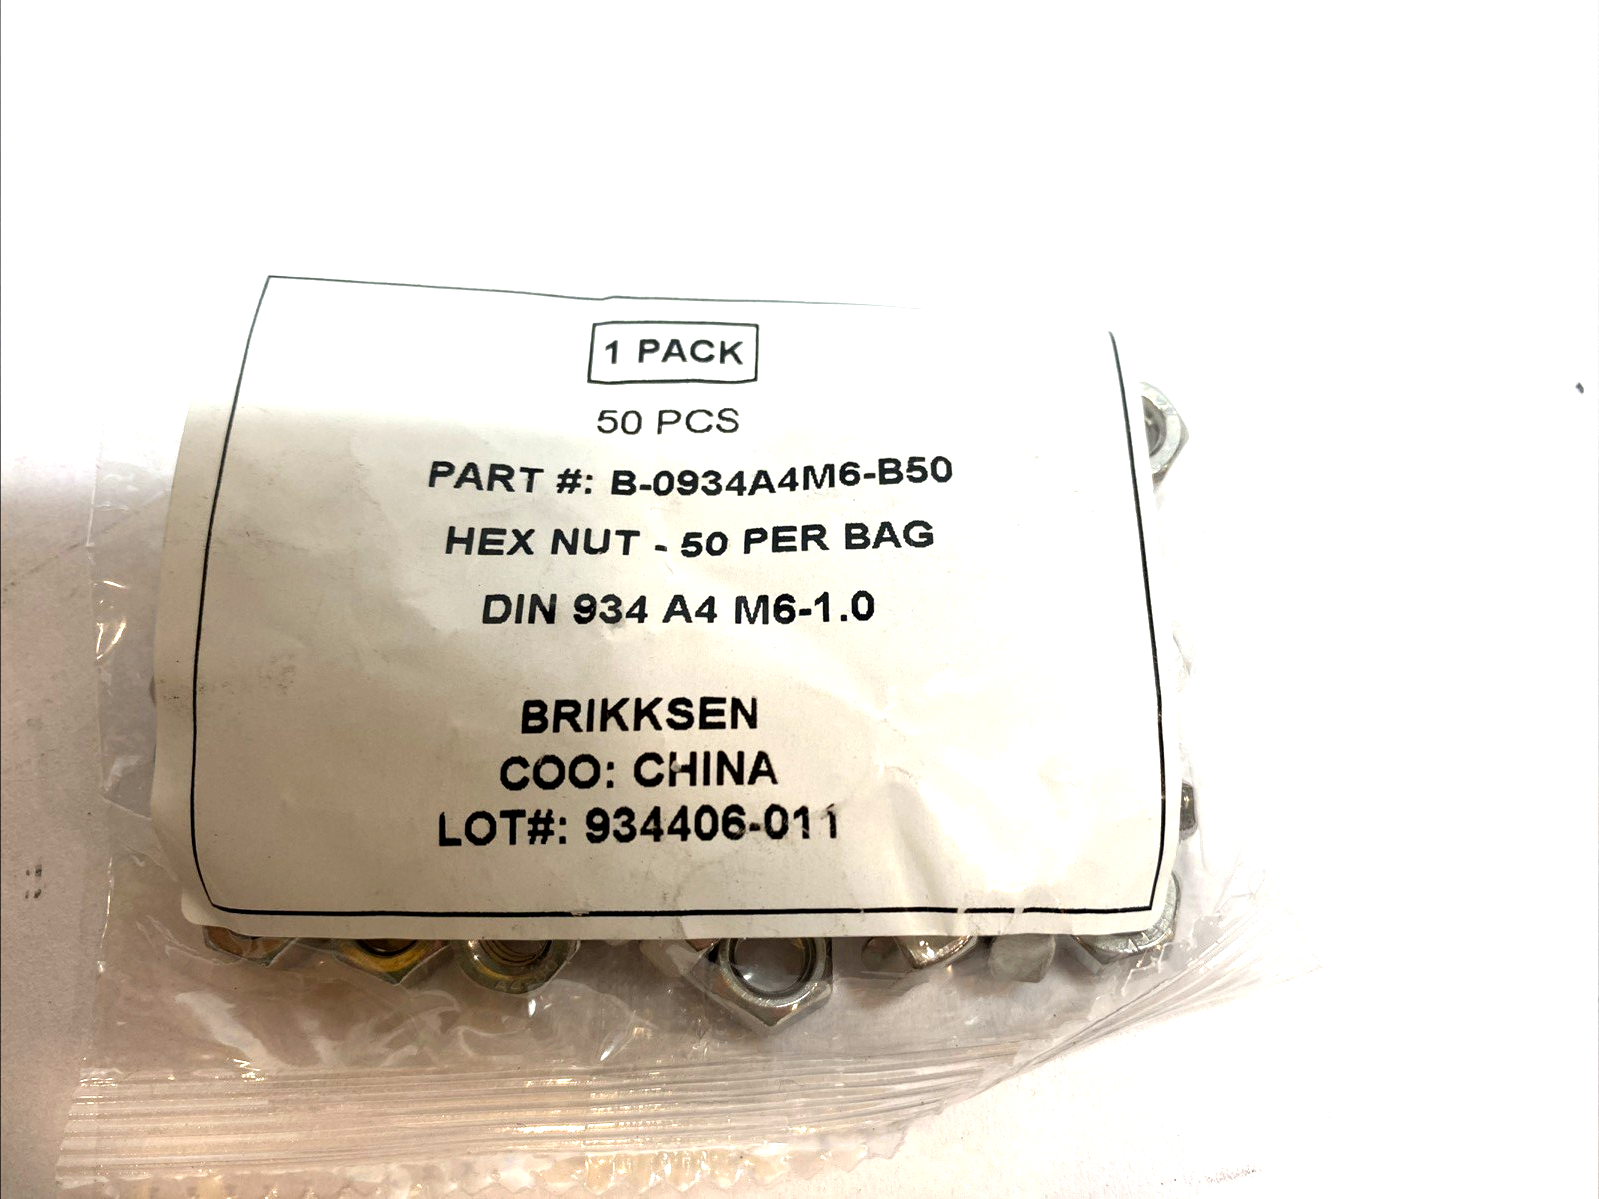 1 PACK
50 PCS
PART #: B-0934A4M6-B50
HEX NUT - 50 PER BAG
DIN 934 A4 M6-1.0
BRIKKSEN
COO: CHINA
LOT#: 934406-011